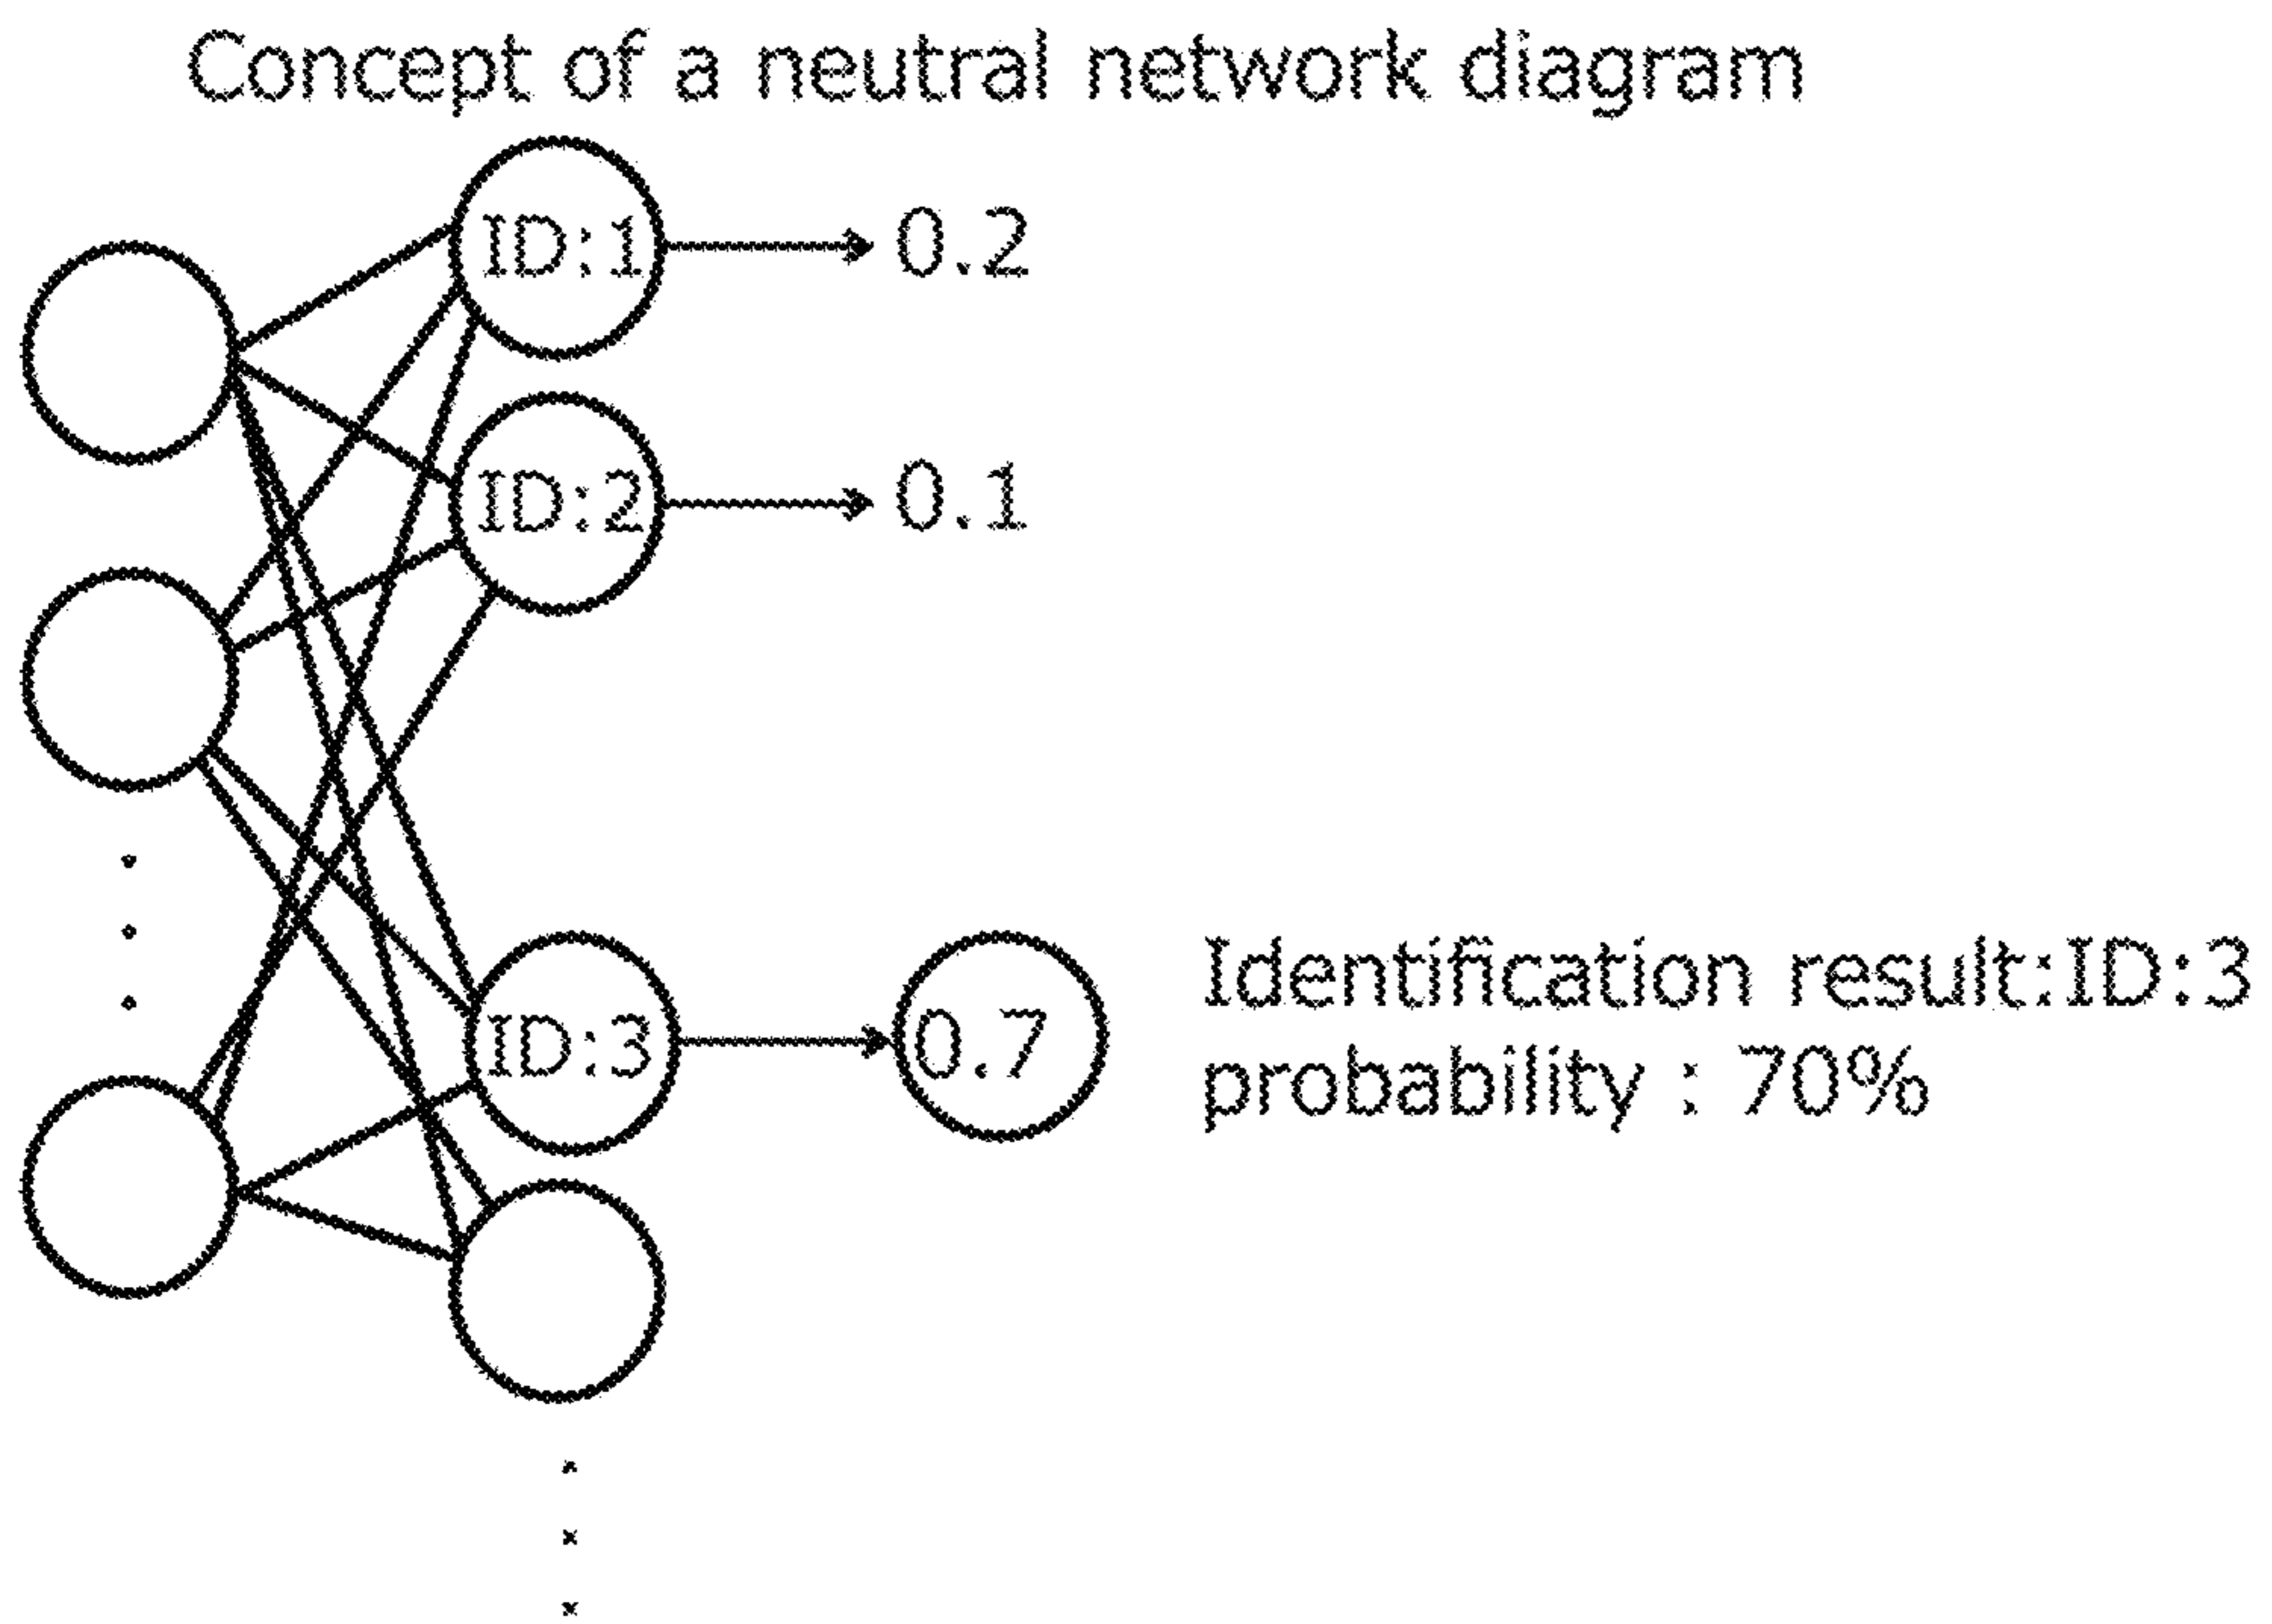 Concept of a neutral network diagram
ID:1 0.2
ID:2 0.1
ID:3 0.7
Identification result:ID:3
probability : 70%